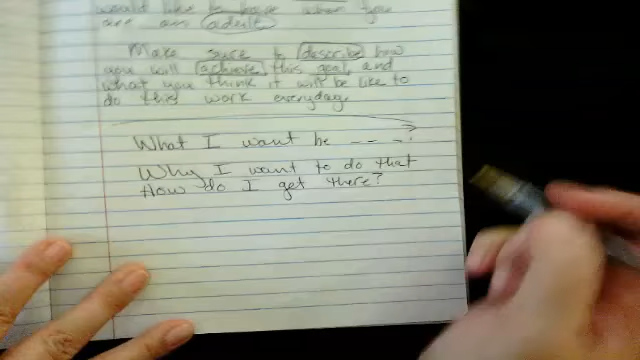 would like to have when you
are an adult
Make sure to describe how
you will achieve this goal, and
what you think it will be like to
do this work everyday
What I want be - - - ?
Why I want to do that
How do I get there?